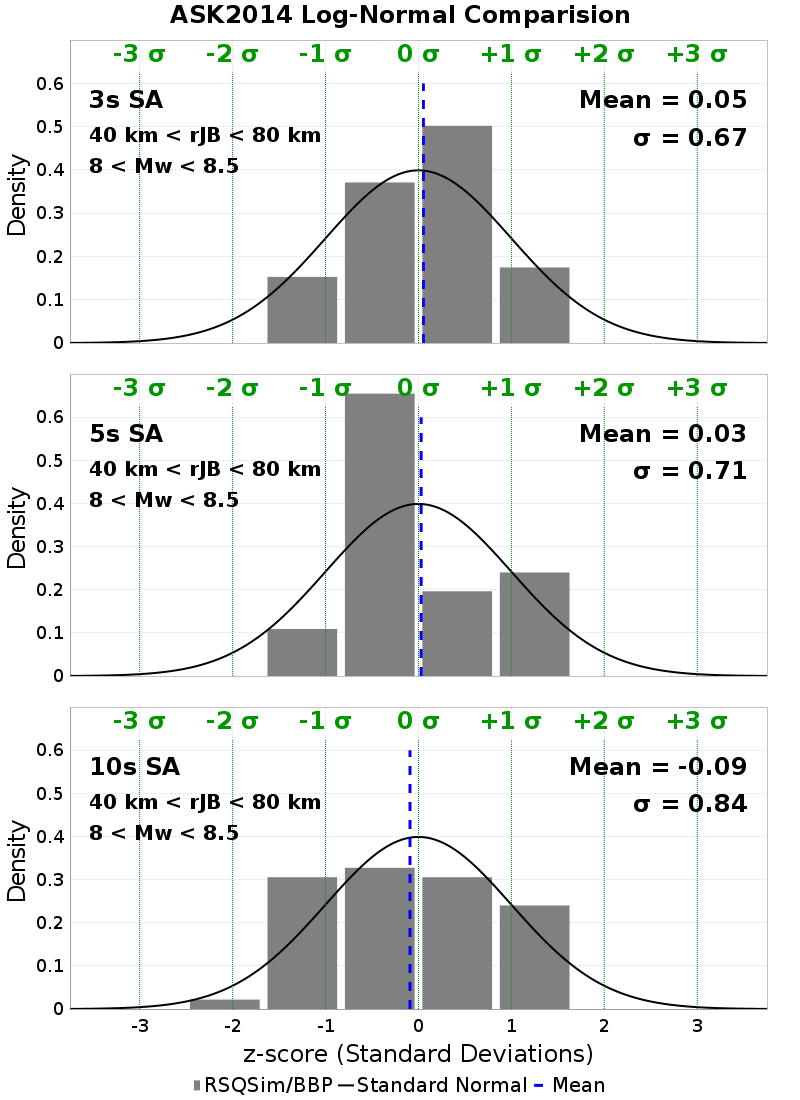 ASK2014 Log-Normal Comparision
-3 σ -2 σ -1 σ 0 σ +1 σ +2 σ +3 σ
3s SA
40 km < rJB < 80 km
8 < Mw < 8.5
Mean = 0.05
σ = 0.67
Density
0.6
0.5
0.4
0.3
0.2
0.1
0
-3 σ -2 σ -1 σ 0 σ +1 σ +2 σ +3 σ
5s SA
40 km < rJB < 80 km
8 < Mw < 8.5
Mean = 0.03
σ = 0.71
Density
0.6
0.5
0.4
0.3
0.2
0.1
0
-3 σ -2 σ -1 σ 0 σ +1 σ +2 σ +3 σ
10s SA
40 km < rJB < 80 km
8 < Mw < 8.5
Mean = -0.09
σ = 0.84
Density
0.6
0.5
0.4
0.3
0.2
0.1
0
-3 -2 -1 0 1 2 3
z-score (Standard Deviations)
RSQSim/BBP Standard Normal Mean